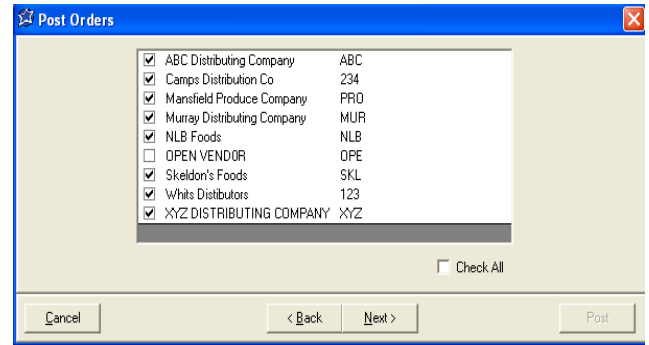 Post Orders
ABC Distributing Company ABC
Camps Distribution Co 234
Mansfield Produce Company PRO
Murray Distributing Company MUR
NLB Foods NLB
OPEN VENDOR OPE
Skeldon's Foods SKL
Whits Distibutors 123
XYZ DISTRIBUTING COMPANY XYZ
Check All
Cancel < Back Next > Post